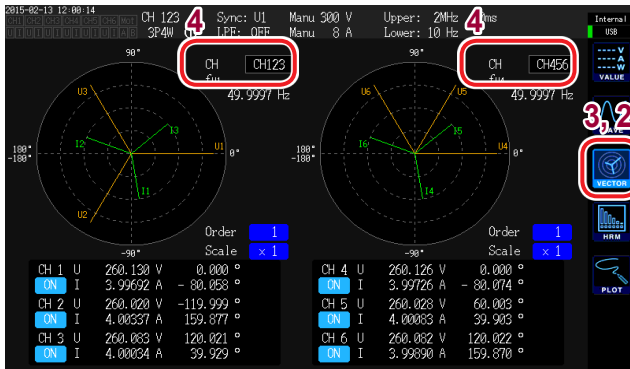 2015-02-13 12:00:14
CH1 CH2 CH3 CH4 CH5 CH6 Mot
U I U I U I U I U I U I A B
CH 123
3P4W
4
Sync: U1
LPF: OFF
Manu 300 V
Manu 8 A
Upper: 2MHz
Lower: 10 Hz
4
Internal
USB
CH CH123
49.9997 Hz
CH CH456
49.9997 Hz
V
A
W
VALUE
3, 2
VECTOR
HRM
PLOT
90°
U3
I2
I3
U1
180°
-180°
0°
I1
U2
-90°
Order 1
Scale × 1
90°
U6
U5
I6
I5
U4
180°
-180°
0°
I4
-90°
Order 1
Scale × 1
CH 1 U 260.130 V 0.000 °
ON I 3.99692 A - 80.058 °
CH 2 U 260.020 V -119.999 °
ON I 4.00337 A 159.877 °
CH 3 U 260.083 V 120.021 °
ON I 4.00034 A 39.929 °
CH 4 U 260.126 V 0.000 °
ON I 3.99726 A - 80.074 °
CH 5 U 260.028 V 60.003 °
ON I 4.00083 A 39.903 °
CH 6 U 260.082 V 120.022 °
ON I 3.99890 A 159.870 °